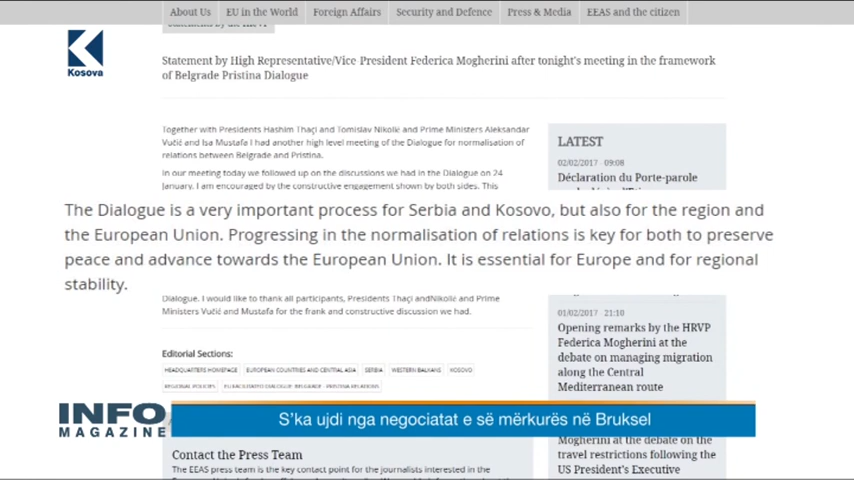 About Us
EU in the World
Foreign Affairs
Security and Defence
Press & Media
EEAS and the citizen
Kosova
Statement by High Representative/Vice President Federica Mogherini after tonight's meeting in the framework
of Belgrade Pristina Dialogue
Together with Presidents Hashim Thaçi and Tomislav Nikolić and Prime Ministers Aleksandar
Vučić and Isa Mustafa I had another high level meeting of the Dialogue for normalisation of
relations between Belgrade and Pristina.
In our meeting today we followed up on the discussions we had in the Dialogue on 24
January. I am encouraged by the constructive engagement shown by both sides. This
LATEST
02/02/2017 - 09:08
Déclaration du Porte-parole
The Dialogue is a very important process for Serbia and Kosovo, but also for the region and
the European Union. Progressing in the normalisation of relations is key for both to preserve
peace and advance towards the European Union. It is essential for Europe and for regional
stability.
Dialogue. I would like to thank all participants, Presidents Thaçi andNikolić and Prime
Ministers Vučić and Mustafa for the frank and constructive discussion we had.
Editorial Sections:
HEADQUARTERS HOMEPAGE
EUROPEAN COUNTRIES AND CENTRAL ASIA
SERBIA
WESTERN BALKANS
KOSOVO
REGIONAL POLICIES
EU FACILITATED DIALOGUE: BELGRADE - PRISTINA RELATIONS
01/02/2017 - 21:10
Opening remarks by the HRVP
Federica Mogherini at the
debate on managing migration
along the Central
Mediterranean route
INFO
MAGAZINE
S'ka ujdi nga negociatat e së mërkurës në Bruksel
Mogherini at the debate on the
travel restrictions following the
US President's Executive
Contact the Press Team
The EEAS press team is the key contact point for the journalists interested in the